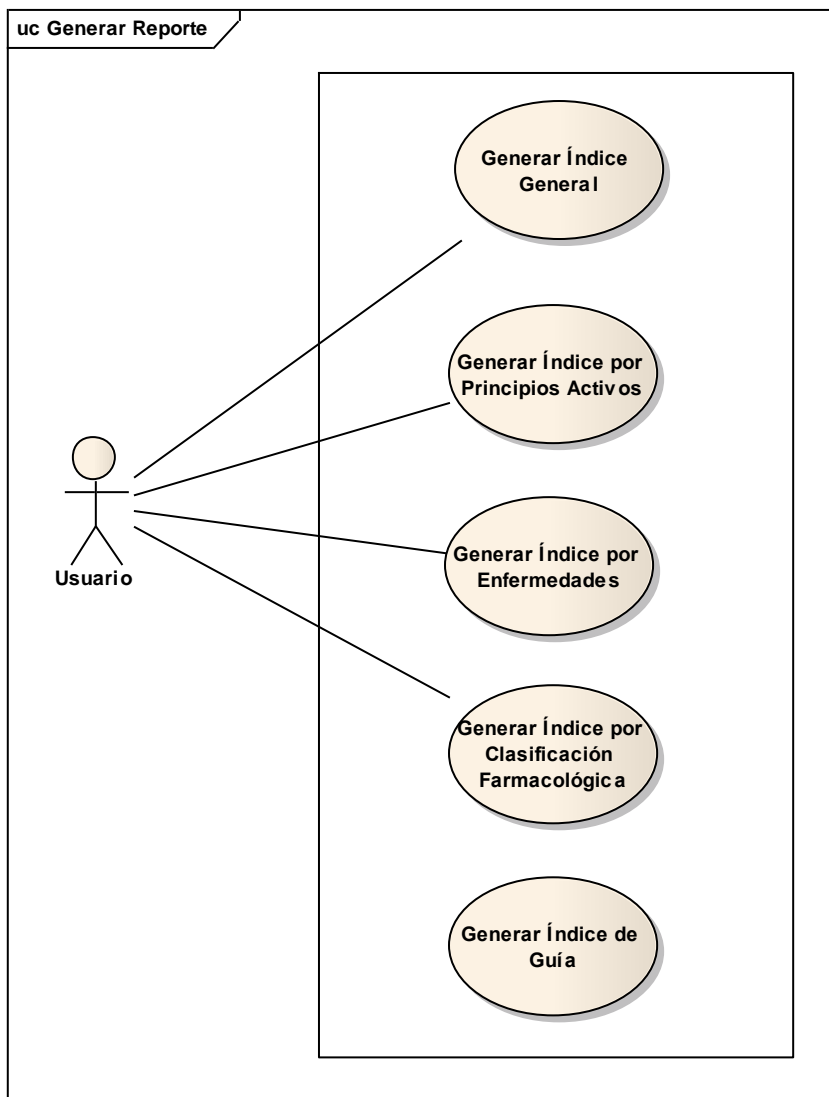 uc Generar Reporte
Generar Índice
General
Generar Índice por
Principios Activos
Usuario
Generar Índice por
Enfermedades
Generar Índice por
Clasificación
Farmacológica
Generar Índice de
Guía